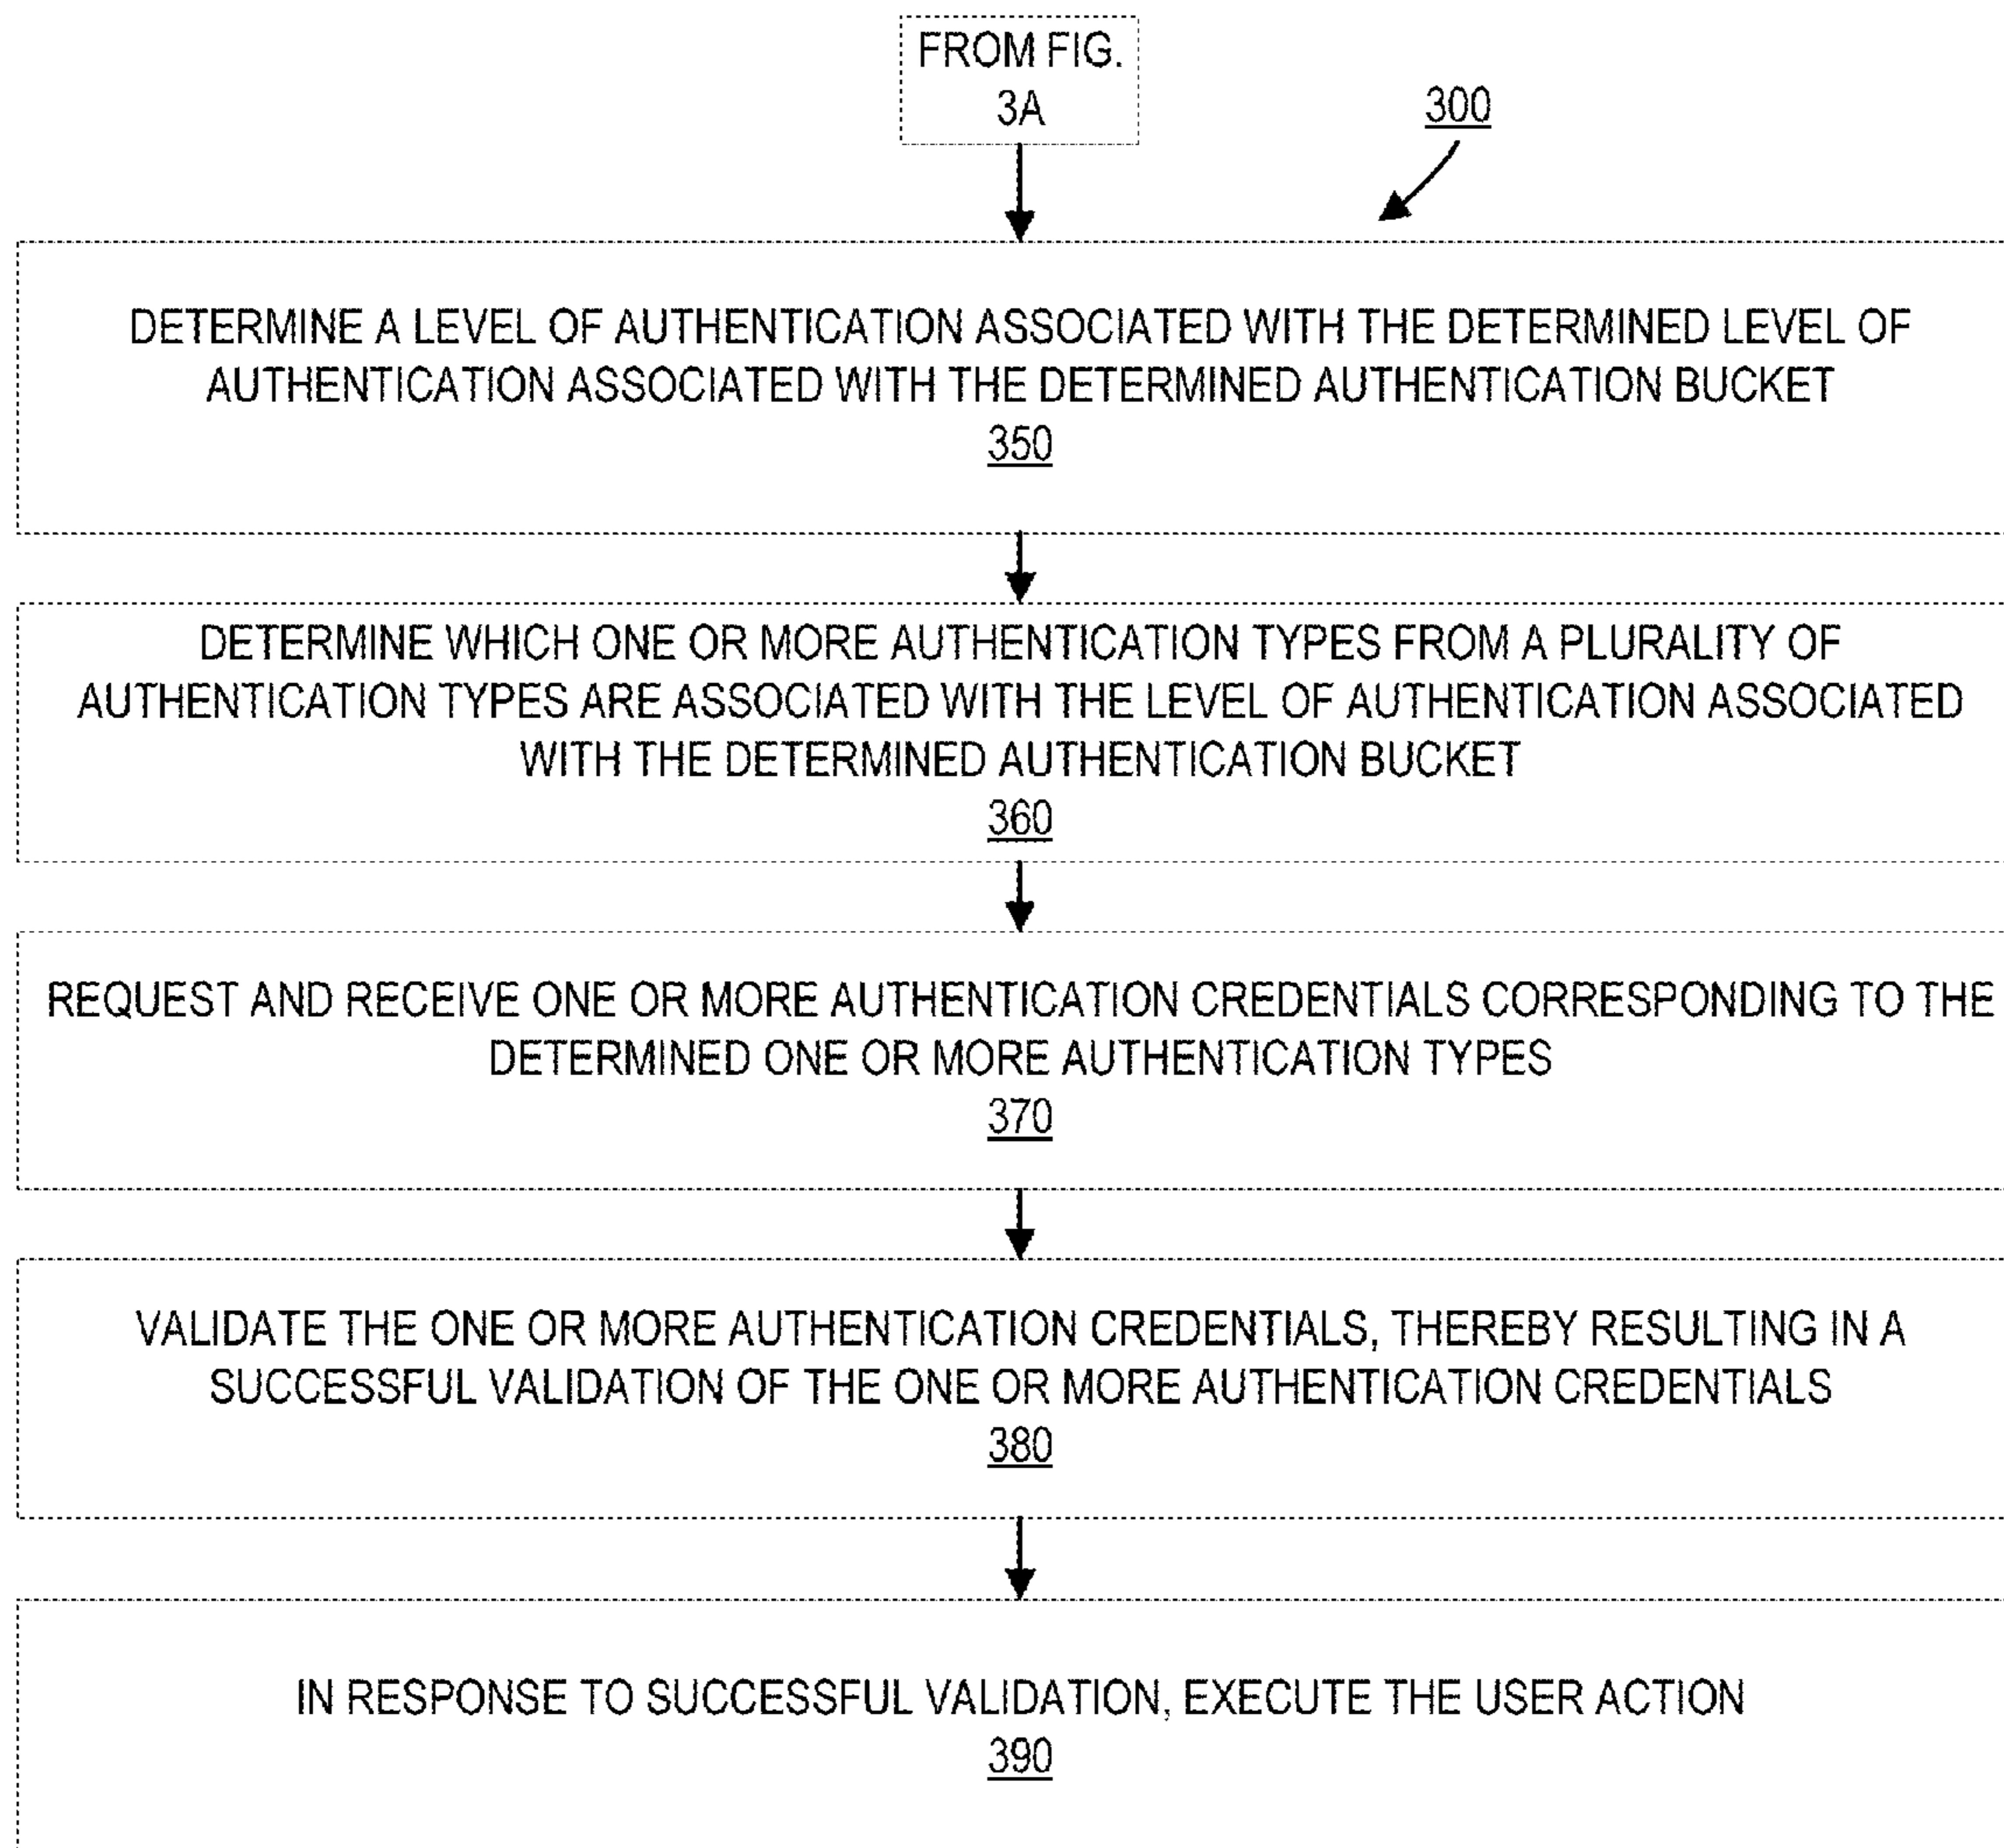 FROM FIG.
3A
300
DETERMINE A LEVEL OF AUTHENTICATION ASSOCIATED WITH THE DETERMINED LEVEL OF
AUTHENTICATION ASSOCIATED WITH THE DETERMINED AUTHENTICATION BUCKET
350
DETERMINE WHICH ONE OR MORE AUTHENTICATION TYPES FROM A PLURALITY OF
AUTHENTICATION TYPES ARE ASSOCIATED WITH THE LEVEL OF AUTHENTICATION ASSOCIATED
WITH THE DETERMINED AUTHENTICATION BUCKET
360
REQUEST AND RECEIVE ONE OR MORE AUTHENTICATION CREDENTIALS CORRESPONDING TO THE
DETERMINED ONE OR MORE AUTHENTICATION TYPES
370
VALIDATE THE ONE OR MORE AUTHENTICATION CREDENTIALS, THEREBY RESULTING IN A
SUCCESSFUL VALIDATION OF THE ONE OR MORE AUTHENTICATION CREDENTIALS
380
IN RESPONSE TO SUCCESSFUL VALIDATION, EXECUTE THE USER ACTION
390